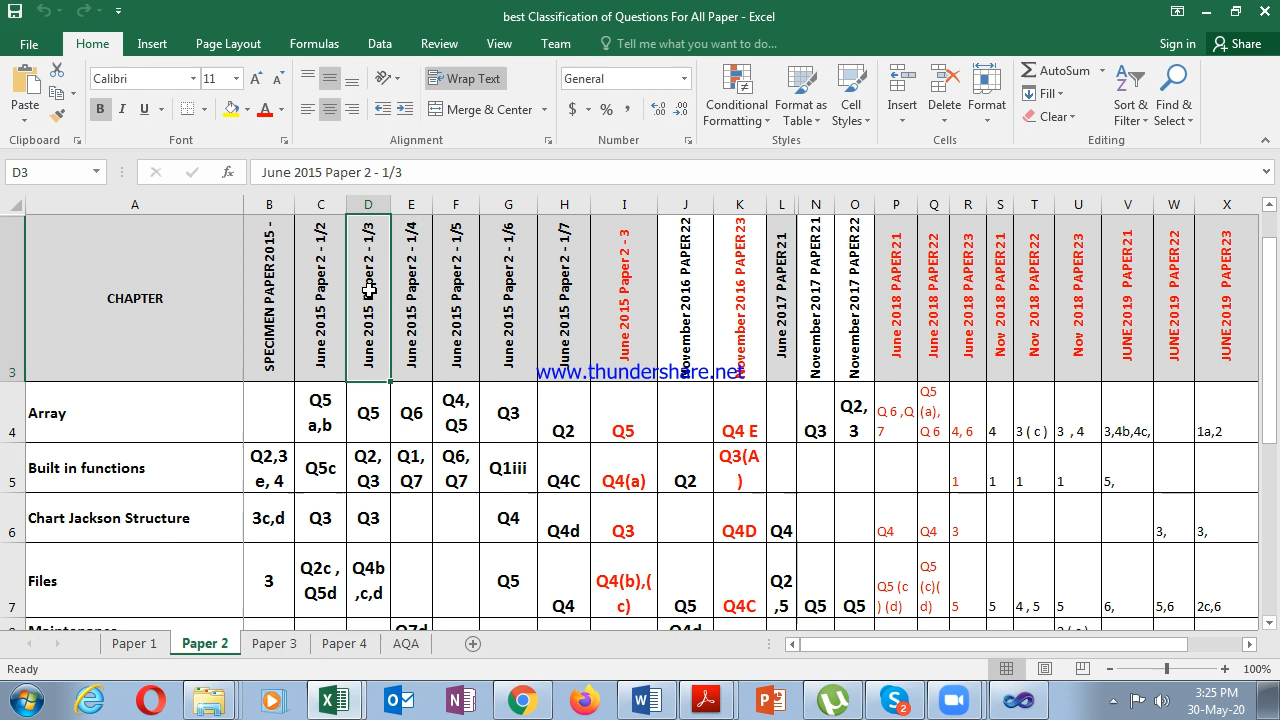 best Classification of Questions For All Paper - Excel
File Home Insert Page Layout Formulas Data Review View Team Tell me what you want to do... Sign in Share
Paste
Calibri 11
B I U
Wrap Text
Merge & Center
General
$ % ,
Conditional Formatting
Format as Table
Cell Styles
Insert
Delete
Format
AutoSum
Fill
Clear
Sort & Filter
Find & Select
Clipboard Font Alignment Number Styles Cells Editing
D3 fx June 2015 Paper 2 - 1/3
A B C D E F G H I J K L N O P Q R S T U V W X
3 CHAPTER
SPECIMEN PAPER 2015 -
June 2015 Paper 2 - 1/2
June 2015 Paper 2 - 1/3
June 2015 Paper 2 - 1/4
June 2015 Paper 2 - 1/5
June 2015 Paper 2 - 1/6
June 2015 Paper 2 - 1/7
June 2015 Paper 2 - 3
November 2016 PAPER22
November 2016 PAPER23
June 2017 PAPER21
November 2017 PAPER21
November 2017 PAPER22
June 2018 PAPER21
June 2018 PAPER22
June 2018 PAPER23
Nov 2018 PAPER21
Nov 2018 PAPER22
Nov 2018 PAPER23
JUNE 2019 PAPER21
JUNE 2019 PAPER22
JUNE 2019 PAPER23
www.thundershare.net
4 Array Q5 a,b Q5 Q6 Q4, Q5 Q3 Q2 Q5 Q4 E Q3 Q2, 3 Q 6 ,Q 7 Q5 (a), Q 6 4, 6 4 3 ( c ) 3 , 4 3,4b,4c, 1a,2
5 Built in functions Q2,3 e, 4 Q5c Q2, Q3 Q1, Q7 Q6, Q7 Q1iii Q4C Q4(a) Q2 Q3(A ) 1 1 1 1 5,
6 Chart Jackson Structure 3c,d Q3 Q3 Q4 Q4d Q3 Q4D Q4 Q4 Q4 3 3, 3,
7 Files 3 Q2c , Q5d Q4b ,c,d Q5 Q4 Q4(b),( c) Q5 Q4C Q2 ,5 Q5 Q5 Q5 (c ) (d) Q5 (c)( d) 5 5 4 , 5 5 6, 5,6 2c,6
Paper 1 Paper 2 Paper 3 Paper 4 AQA
Ready 100%
2
3:25 PM
30-May-20